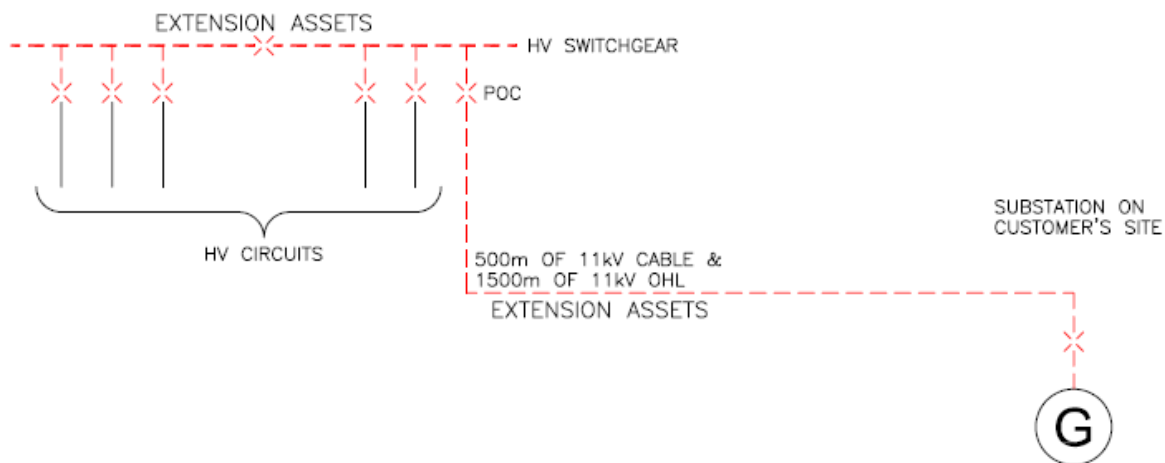 EXTENSION ASSETS
HV SWITCHGEAR
POC
HV CIRCUITS
SUBSTATION ON
CUSTOMER'S SITE
500m OF 11kV CABLE &
1500m OF 11kV OHL
EXTENSION ASSETS
G